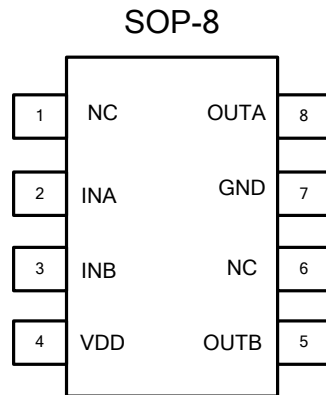 SOP-8
1 NC OUTA 8
2 INA GND 7
3 INB NC 6
4 VDD OUTB 5